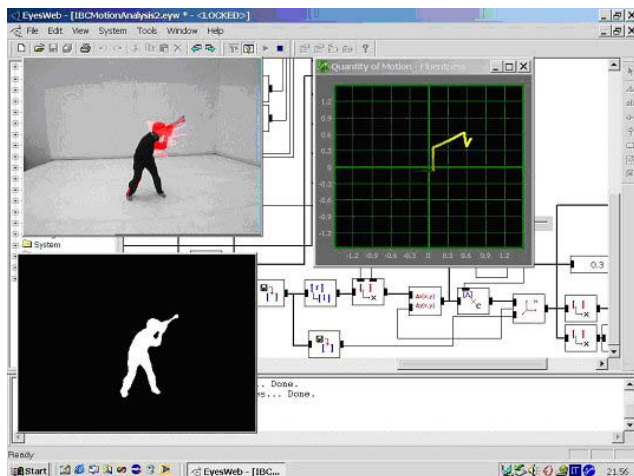 EyesWeb - [IBCMotionAnalysis2.eyw * - <LOCKED>]
File Edit View System Tools Window Help
Quantity of Motion - Fluentness
1.2
0.9
0.6
0.3
0
-0.3
-0.6
-0.9
-1.2
-1.2 -0.9 -0.6 -0.3 0 0.3 0.6 0.9 1.2
System
0.3
... Done.
es... Done.
Ready
Start
EyesWeb - [IBC...
IT
21:56